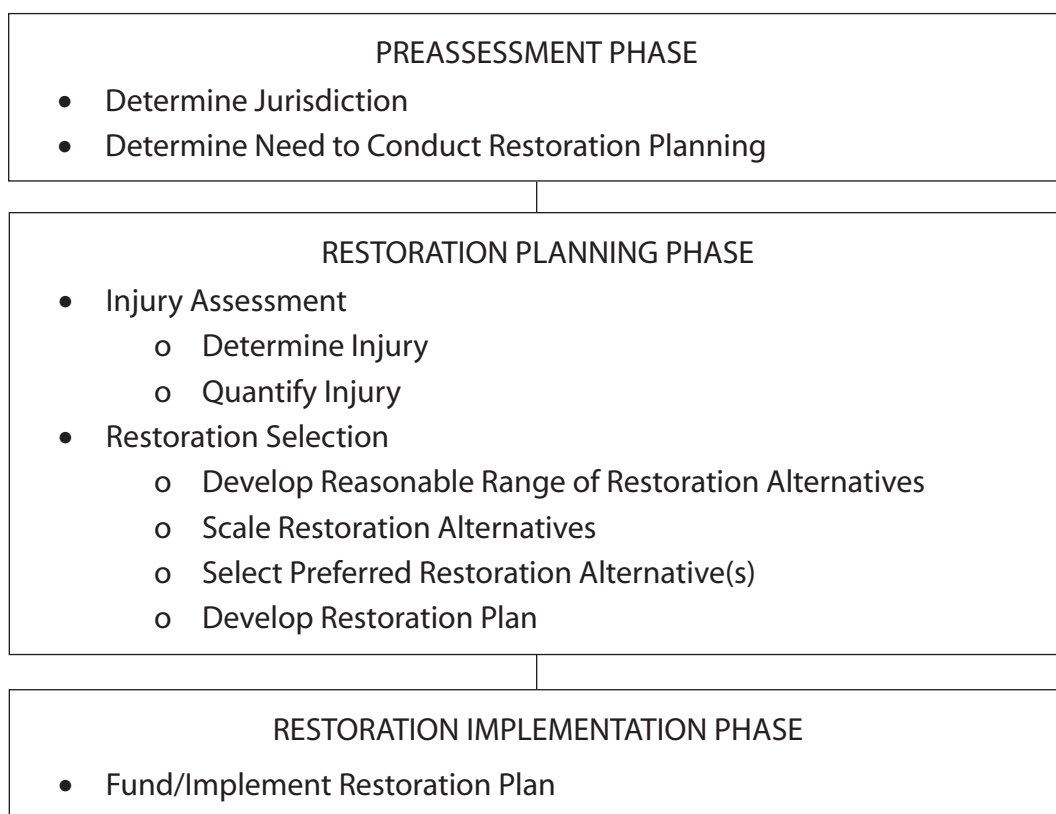 PREASSESSMENT PHASE
• Determine Jurisdiction
• Determine Need to Conduct Restoration Planning
RESTORATION PLANNING PHASE
• Injury Assessment
o Determine Injury
o Quantify Injury
• Restoration Selection
o Develop Reasonable Range of Restoration Alternatives
o Scale Restoration Alternatives
o Select Preferred Restoration Alternative(s)
o Develop Restoration Plan
RESTORATION IMPLEMENTATION PHASE
• Fund/Implement Restoration Plan